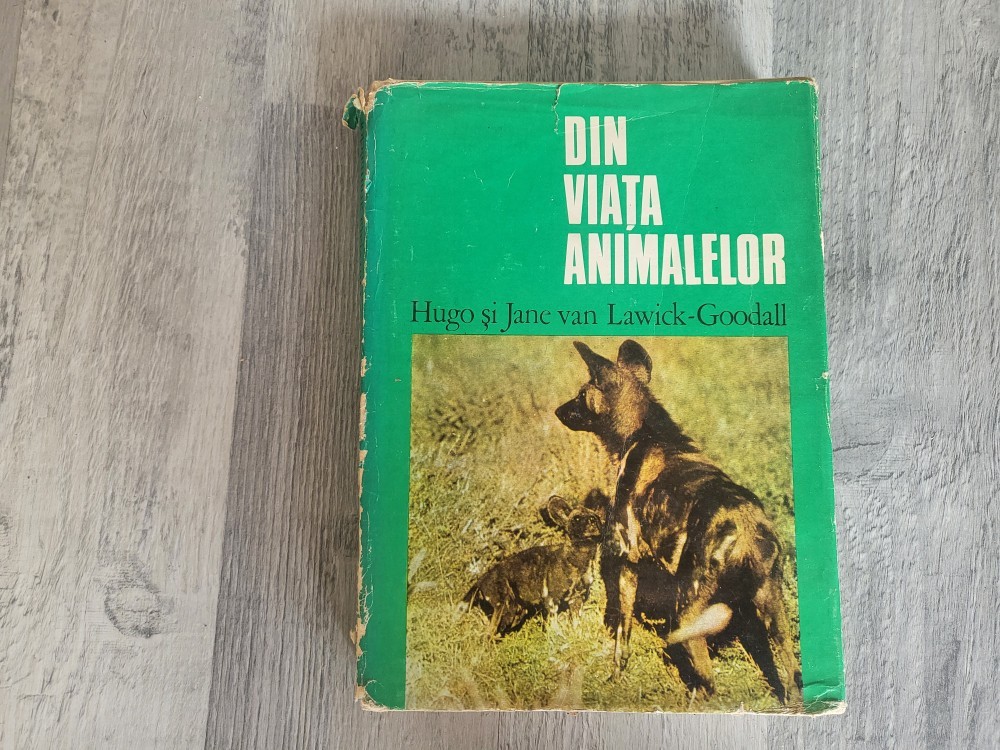 DIN
VIAȚA
ANIMALELOR
Hugo și Jane van Lawick-Goodall